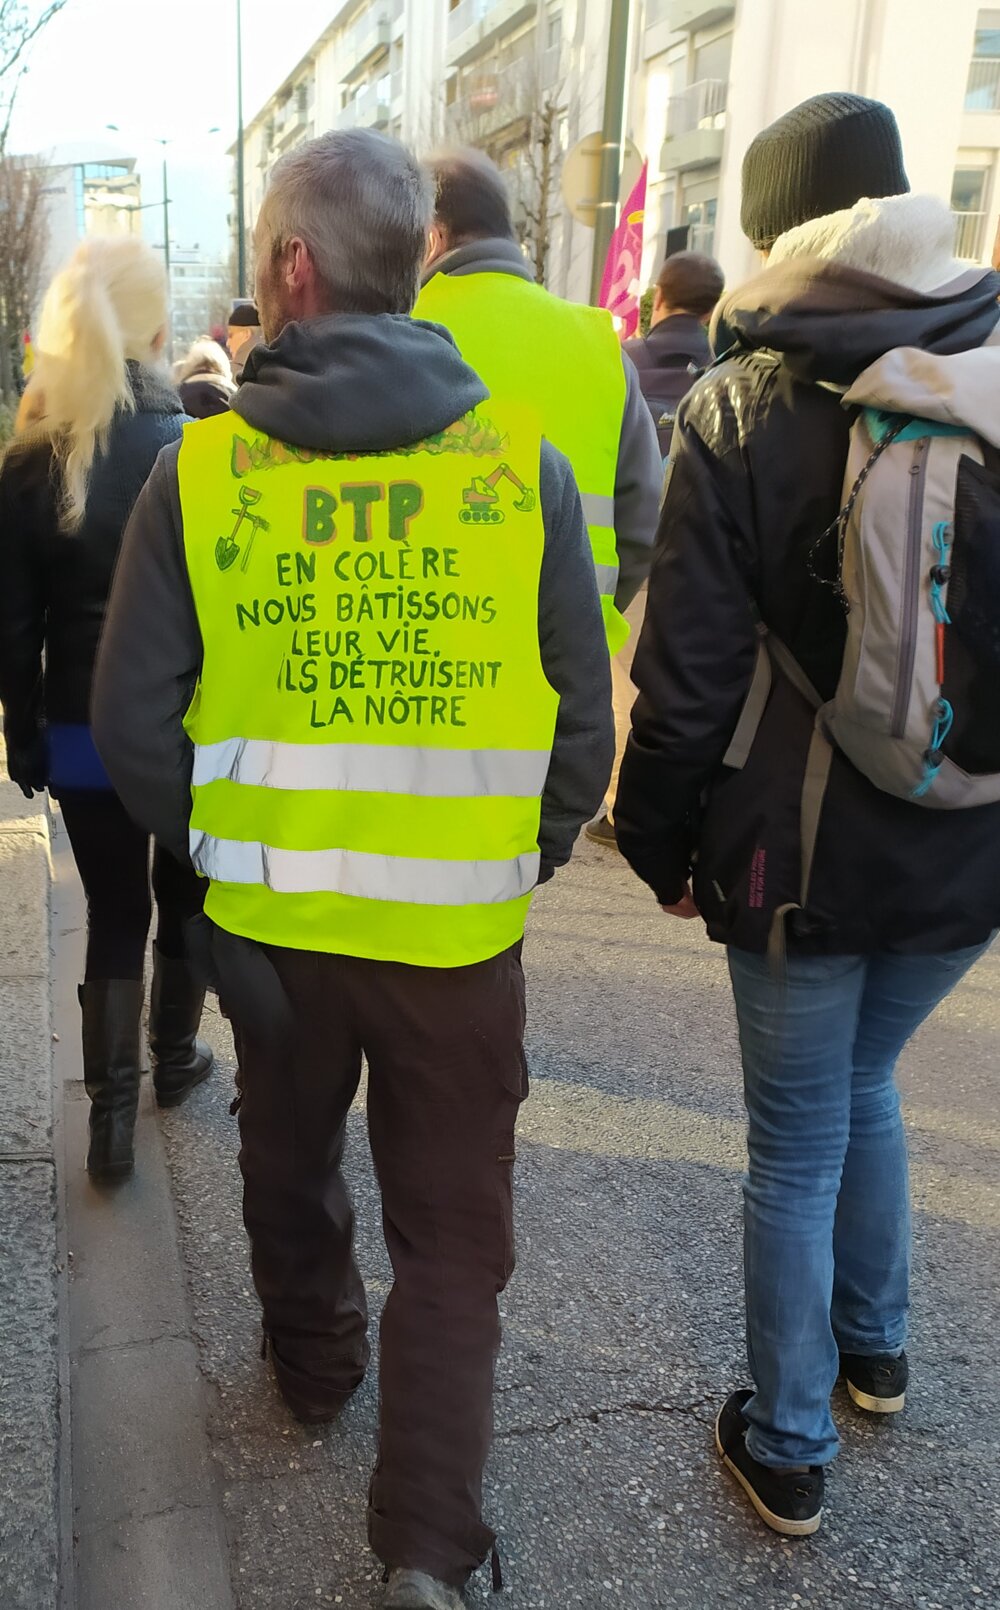 BTP
EN COLÈRE
NOUS BÂTISSONS
LEUR VIE.
ILS DÉTRUISENT
LA NÔTRE